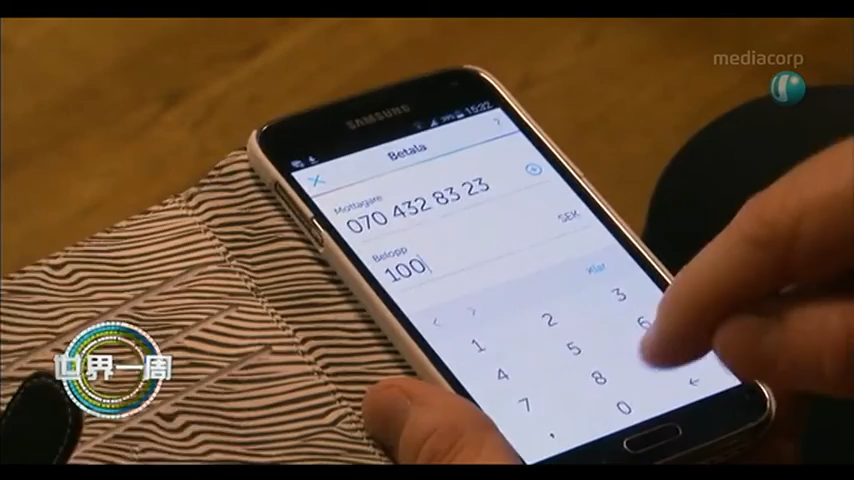 mediacorp
SAMSUNG
15:32
Betala
?
Mottagare
070 432 83 23
Belopp
SEK
100
Klar
1 2 3
4 5 6
7 8
, 0
世界一周